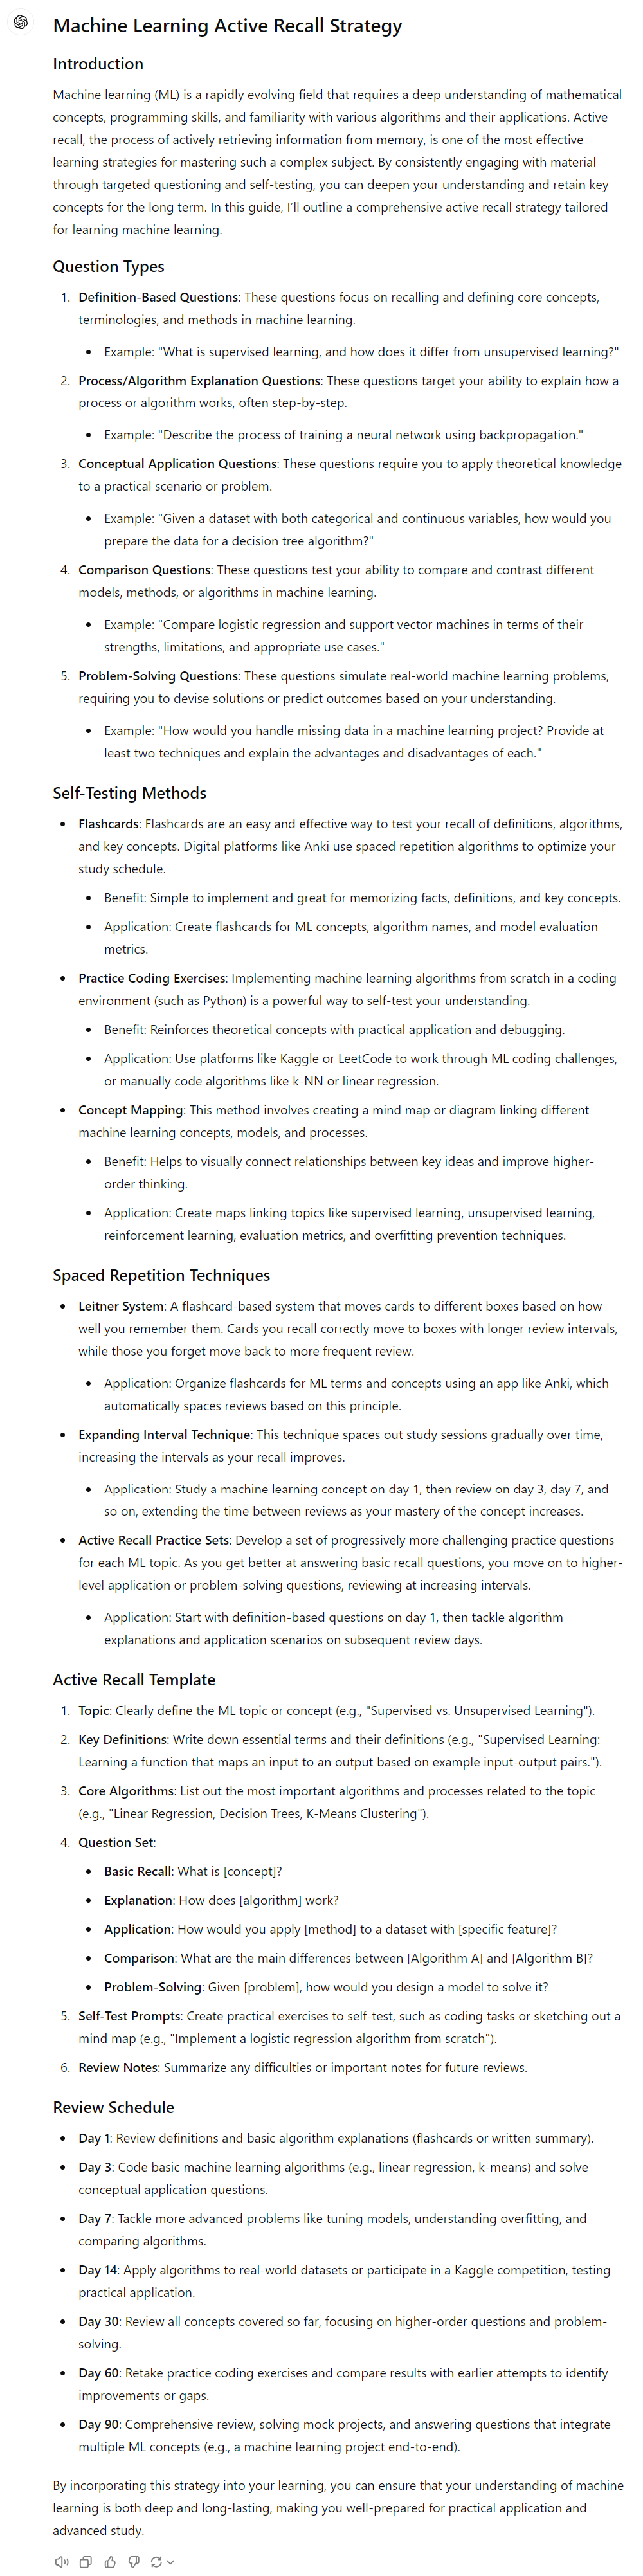 Machine Learning Active Recall Strategy
Introduction
Machine learning (ML) is a rapidly evolving field that requires a deep understanding of mathematical
concepts, programming skills, and familiarity with various algorithms and their applications. Active
recall, the process of actively retrieving information from memory, is one of the most effective
learning strategies for mastering such a complex subject. By consistently engaging with material
through targeted questioning and self-testing, you can deepen your understanding and retain key
concepts for the long term. In this guide, I'll outline a comprehensive active recall strategy tailored
for learning machine learning.
Question Types
1. Definition-Based Questions: These questions focus on recalling and defining core concepts,
terminologies, and methods in machine learning.
• Example: "What is supervised learning, and how does it differ from unsupervised learning?"
2. Process/Algorithm Explanation Questions: These questions target your ability to explain how a
process or algorithm works, often step-by-step.
• Example: "Describe the process of training a neural network using backpropagation."
3. Conceptual Application Questions: These questions require you to apply theoretical knowledge
to a practical scenario or problem.
• Example: "Given a dataset with both categorical and continuous variables, how would you
prepare the data for a decision tree algorithm?"
4. Comparison Questions: These questions test your ability to compare and contrast different
models, methods, or algorithms in machine learning.
• Example: "Compare logistic regression and support vector machines in terms of their
strengths, limitations, and appropriate use cases."
5. Problem-Solving Questions: These questions simulate real-world machine learning problems,
requiring you to devise solutions or predict outcomes based on your understanding.
• Example: "How would you handle missing data in a machine learning project? Provide at
least two techniques and explain the advantages and disadvantages of each."
Self-Testing Methods
• Flashcards: Flashcards are an easy and effective way to test your recall of definitions, algorithms,
and key concepts. Digital platforms like Anki use spaced repetition algorithms to optimize your
study schedule.
• Benefit: Simple to implement and great for memorizing facts, definitions, and key concepts.
• Application: Create flashcards for ML concepts, algorithm names, and model evaluation
metrics.
• Practice Coding Exercises: Implementing machine learning algorithms from scratch in a coding
environment (such as Python) is a powerful way to self-test your understanding.
• Benefit: Reinforces theoretical concepts with practical application and debugging.
• Application: Use platforms like Kaggle or LeetCode to work through ML coding challenges,
or manually code algorithms like k-NN or linear regression.
• Concept Mapping: This method involves creating a mind map or diagram linking different
machine learning concepts, models, and processes.
• Benefit: Helps to visually connect relationships between key ideas and improve higher-
order thinking.
• Application: Create maps linking topics like supervised learning, unsupervised learning,
reinforcement learning, evaluation metrics, and overfitting prevention techniques.
Spaced Repetition Techniques
• Leitner System: A flashcard-based system that moves cards to different boxes based on how
well you remember them. Cards you recall correctly move to boxes with longer review intervals,
while those you forget move back to more frequent review.
• Application: Organize flashcards for ML terms and concepts using an app like Anki, which
automatically spaces reviews based on this principle.
• Expanding Interval Technique: This technique spaces out study sessions gradually over time,
increasing the intervals as your recall improves.
• Application: Study a machine learning concept on day 1, then review on day 3, day 7, and
so on, extending the time between reviews as your mastery of the concept increases.
• Active Recall Practice Sets: Develop a set of progressively more challenging practice questions
for each ML topic. As you get better at answering basic recall questions, you move on to higher-
level application or problem-solving questions, reviewing at increasing intervals.
• Application: Start with definition-based questions on day 1, then tackle algorithm
explanations and application scenarios on subsequent review days.
Active Recall Template
1. Topic: Clearly define the ML topic or concept (e.g., "Supervised vs. Unsupervised Learning").
2. Key Definitions: Write down essential terms and their definitions (e.g., "Supervised Learning:
Learning a function that maps an input to an output based on example input-output pairs.").
3. Core Algorithms: List out the most important algorithms and processes related to the topic
(e.g., "Linear Regression, Decision Trees, K-Means Clustering").
4. Question Set:
• Basic Recall: What is [concept]?
• Explanation: How does [algorithm] work?
• Application: How would you apply [method] to a dataset with [specific feature]?
• Comparison: What are the main differences between [Algorithm A] and [Algorithm B]?
• Problem-Solving: Given [problem], how would you design a model to solve it?
5. Self-Test Prompts: Create practical exercises to self-test, such as coding tasks or sketching out a
mind map (e.g., "Implement a logistic regression algorithm from scratch").
6. Review Notes: Summarize any difficulties or important notes for future reviews.
Review Schedule
• Day 1: Review definitions and basic algorithm explanations (flashcards or written summary).
• Day 3: Code basic machine learning algorithms (e.g., linear regression, k-means) and solve
conceptual application questions.
• Day 7: Tackle more advanced problems like tuning models, understanding overfitting, and
comparing algorithms.
• Day 14: Apply algorithms to real-world datasets or participate in a Kaggle competition, testing
practical application.
• Day 30: Review all concepts covered so far, focusing on higher-order questions and problem-
solving.
• Day 60: Retake practice coding exercises and compare results with earlier attempts to identify
improvements or gaps.
• Day 90: Comprehensive review, solving mock projects, and answering questions that integrate
multiple ML concepts (e.g., a machine learning project end-to-end).
By incorporating this strategy into your learning, you can ensure that your understanding of machine
learning is both deep and long-lasting, making you well-prepared for practical application and
advanced study.